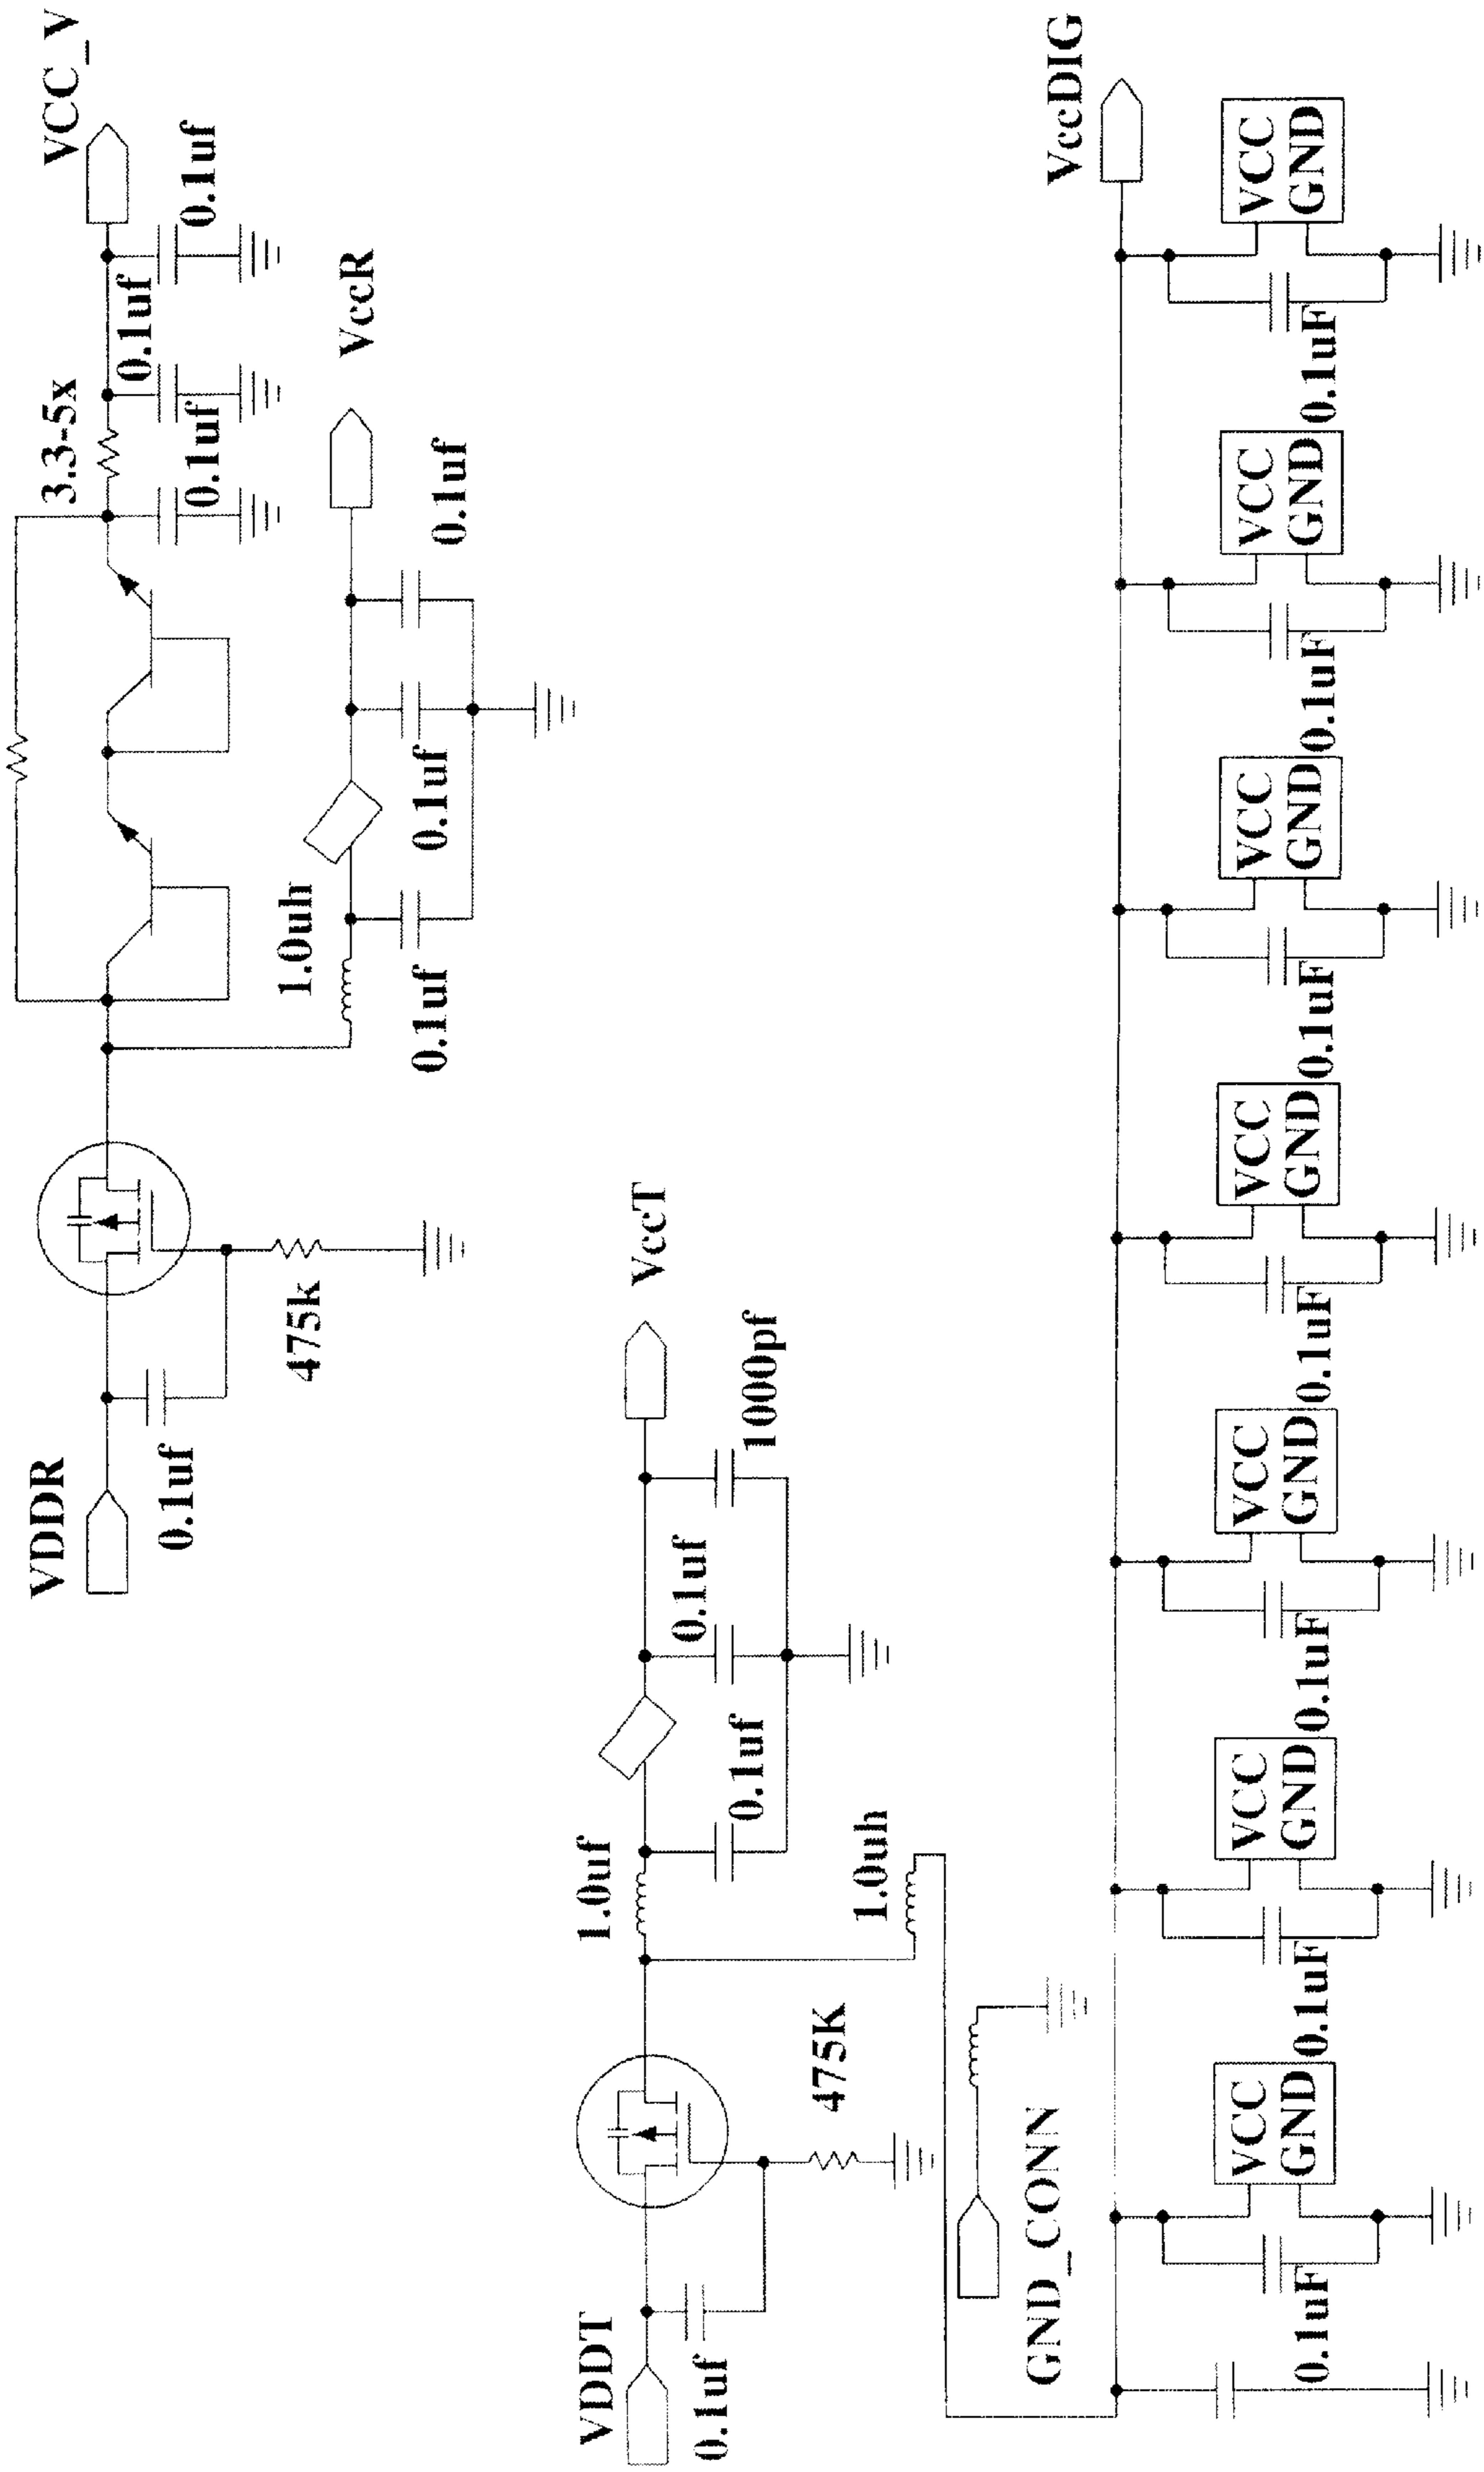 VCC_V
3.3-5x
0.1uf
0.1uf
0.1uf
VDDR
0.1uf
475k
1.0uh
VccR
0.1uf
0.1uf
0.1uf
VDDT
0.1uf
475K
1.0uf
VccT
0.1uf
0.1uf
1000pf
1.0uh
GND_CONN
VccDIG
VCC
GND
0.1uF
VCC
GND
0.1uF
VCC
GND
0.1uF
VCC
GND
0.1uF
VCC
GND
0.1uF
VCC
GND
0.1uF
VCC
GND
0.1uF